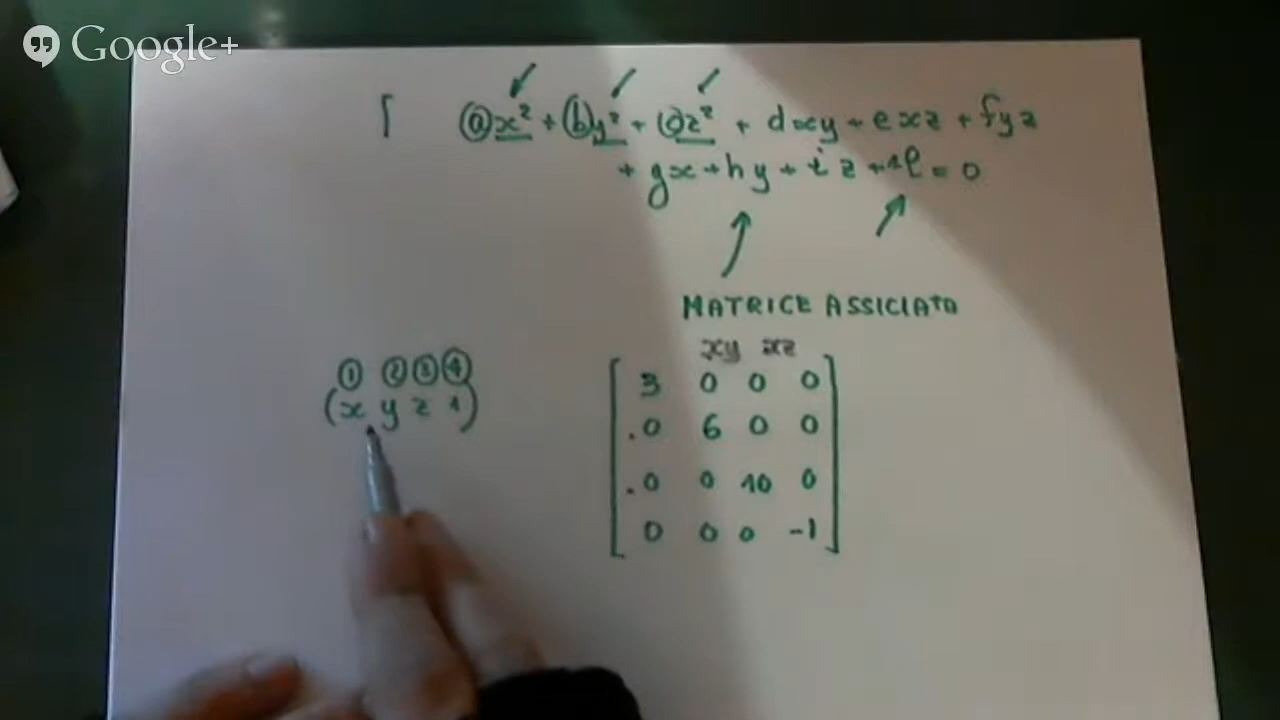 Google+
Γ ax² + by² + cz² + dxy + exz + fyz
+ gx + hy + iz + 1l = 0
MATRICE ASSICIATA
xy xz
1 2 3 4
(x y z 1)
3 0 0 0
.0 6 0 0
.0 0 10 0
0 0 0 -1